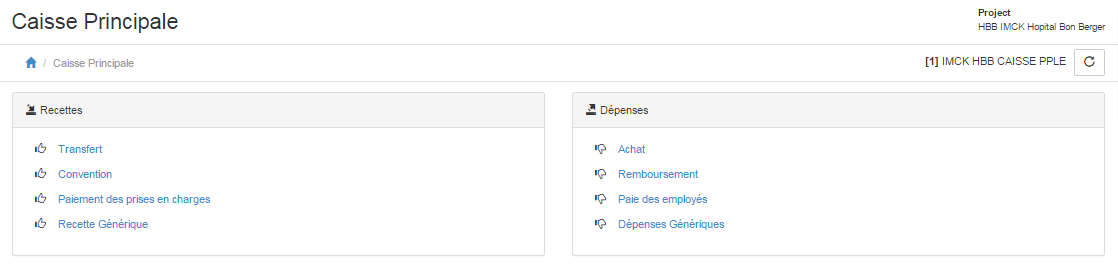 Caisse Principale
Project
HBB IMCK Hopital Bon Berger
/ Caisse Principale
[1] IMCK HBB CAISSE PPLE
Recettes
Transfert
Convention
Paiement des prises en charges
Recette Générique
Dépenses
Achat
Remboursement
Paie des employés
Dépenses Génériques